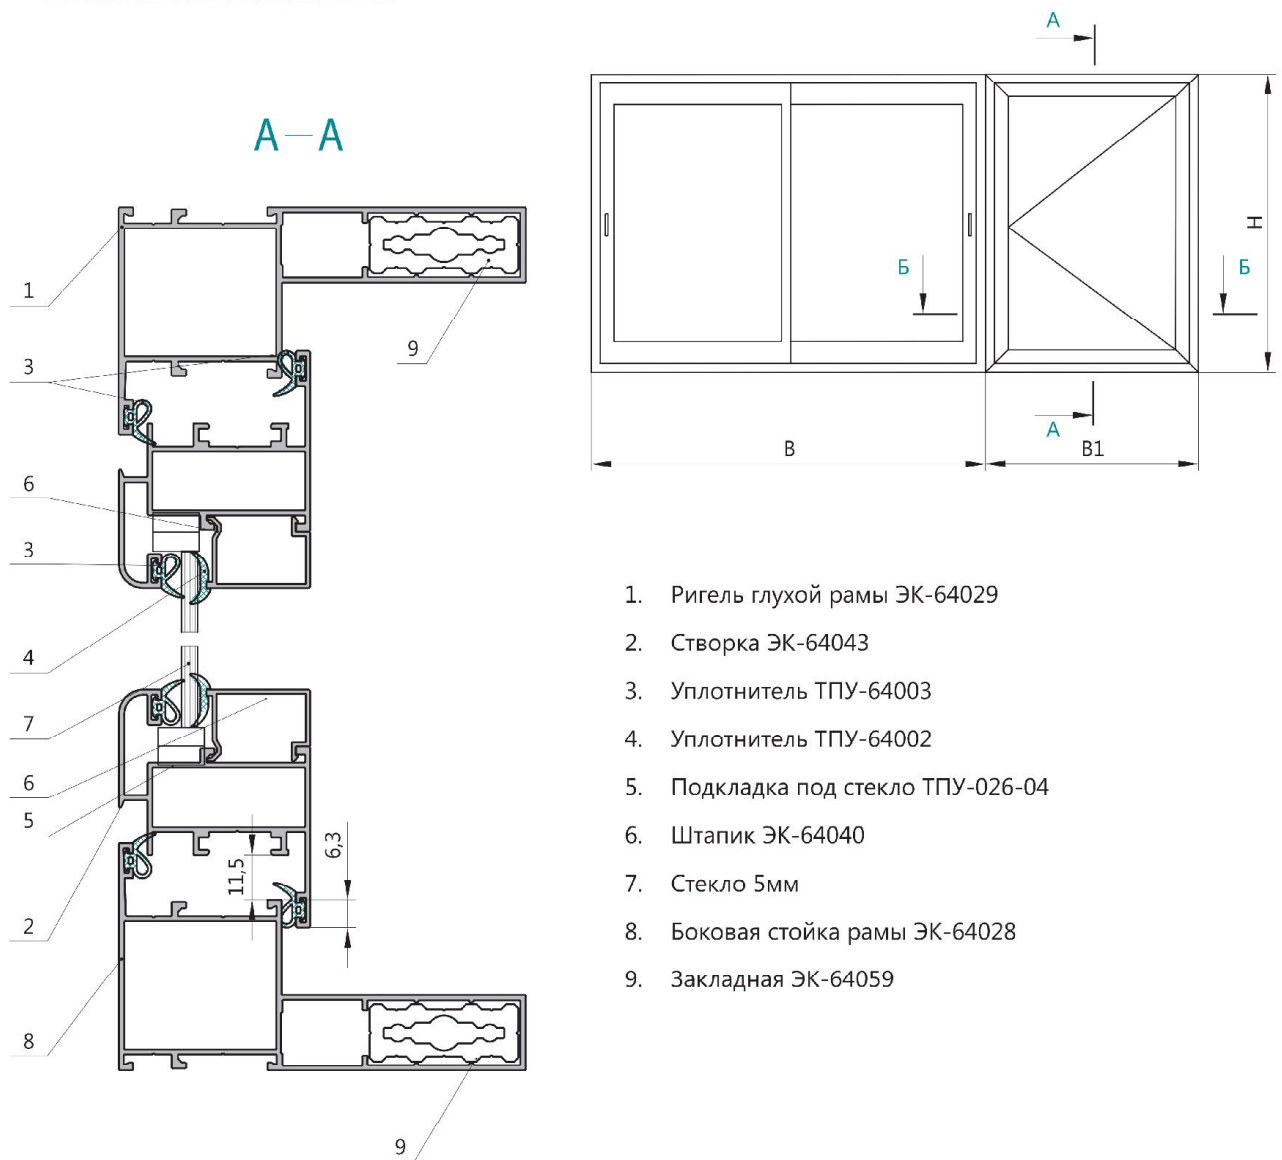 А
А—А
Б
Б
Н
А
В
В1
1
9
3
6
3
4
7
6
5
2
8
9
11,5
6,3
1. Ригель глухой рамы ЭК-64029
2. Створка ЭК-64043
3. Уплотнитель ТПУ-64003
4. Уплотнитель ТПУ-64002
5. Подкладка под стекло ТПУ-026-04
6. Штапик ЭК-64040
7. Стекло 5мм
8. Боковая стойка рамы ЭК-64028
9. Закладная ЭК-64059